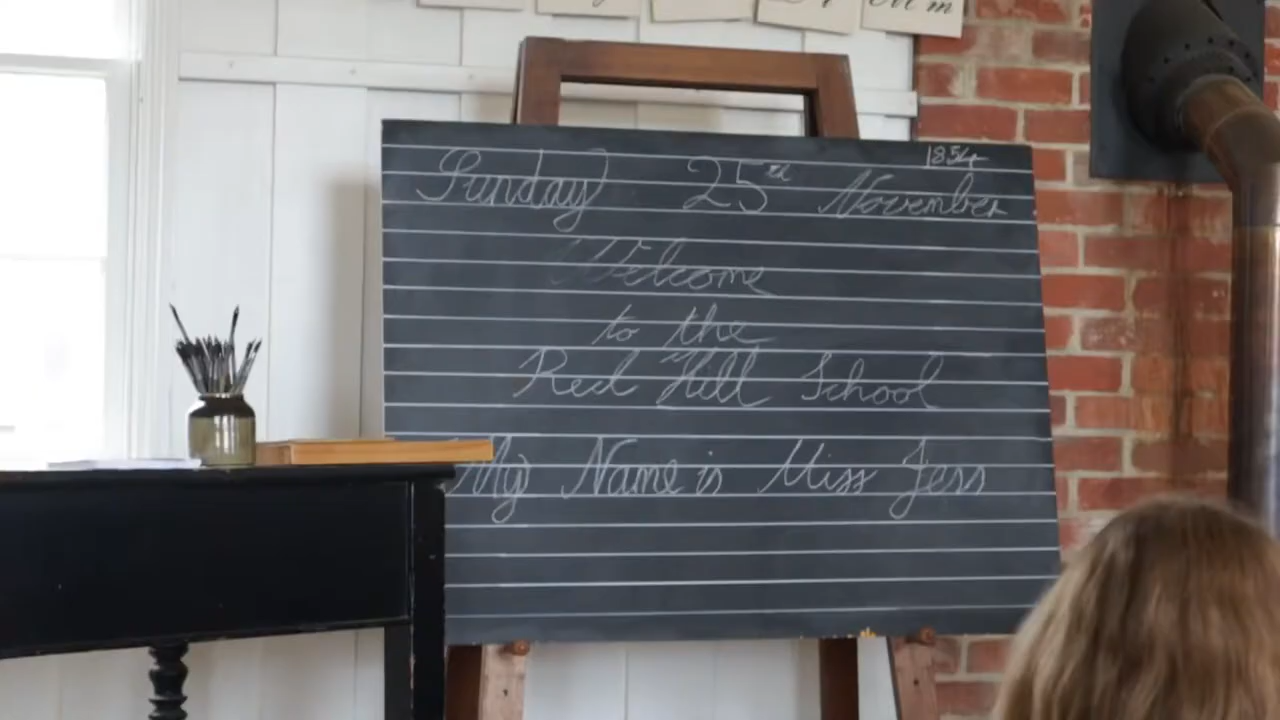 1854
Sunday 25th November
Welcome
to the
Red Hill School
My Name is Miss Jess